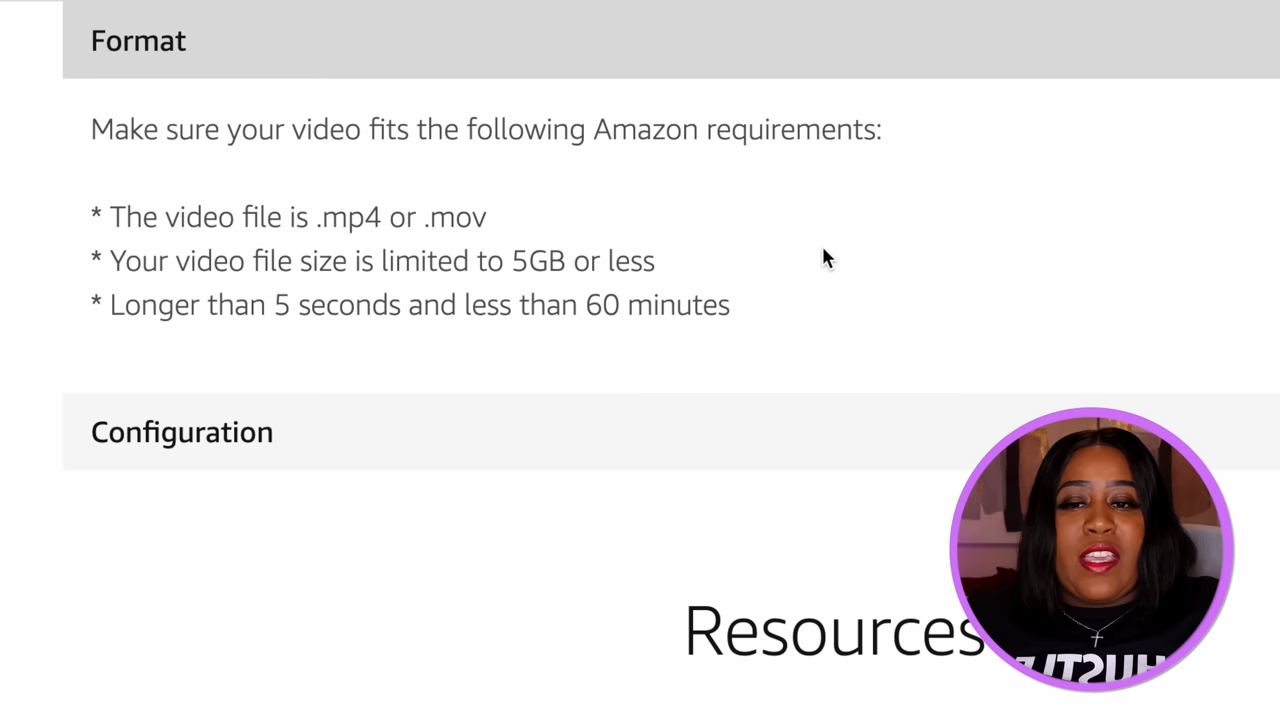 Format
Make sure your video fits the following Amazon requirements:
* The video file is .mp4 or .mov
* Your video file size is limited to 5GB or less
* Longer than 5 seconds and less than 60 minutes
Configuration
Resources